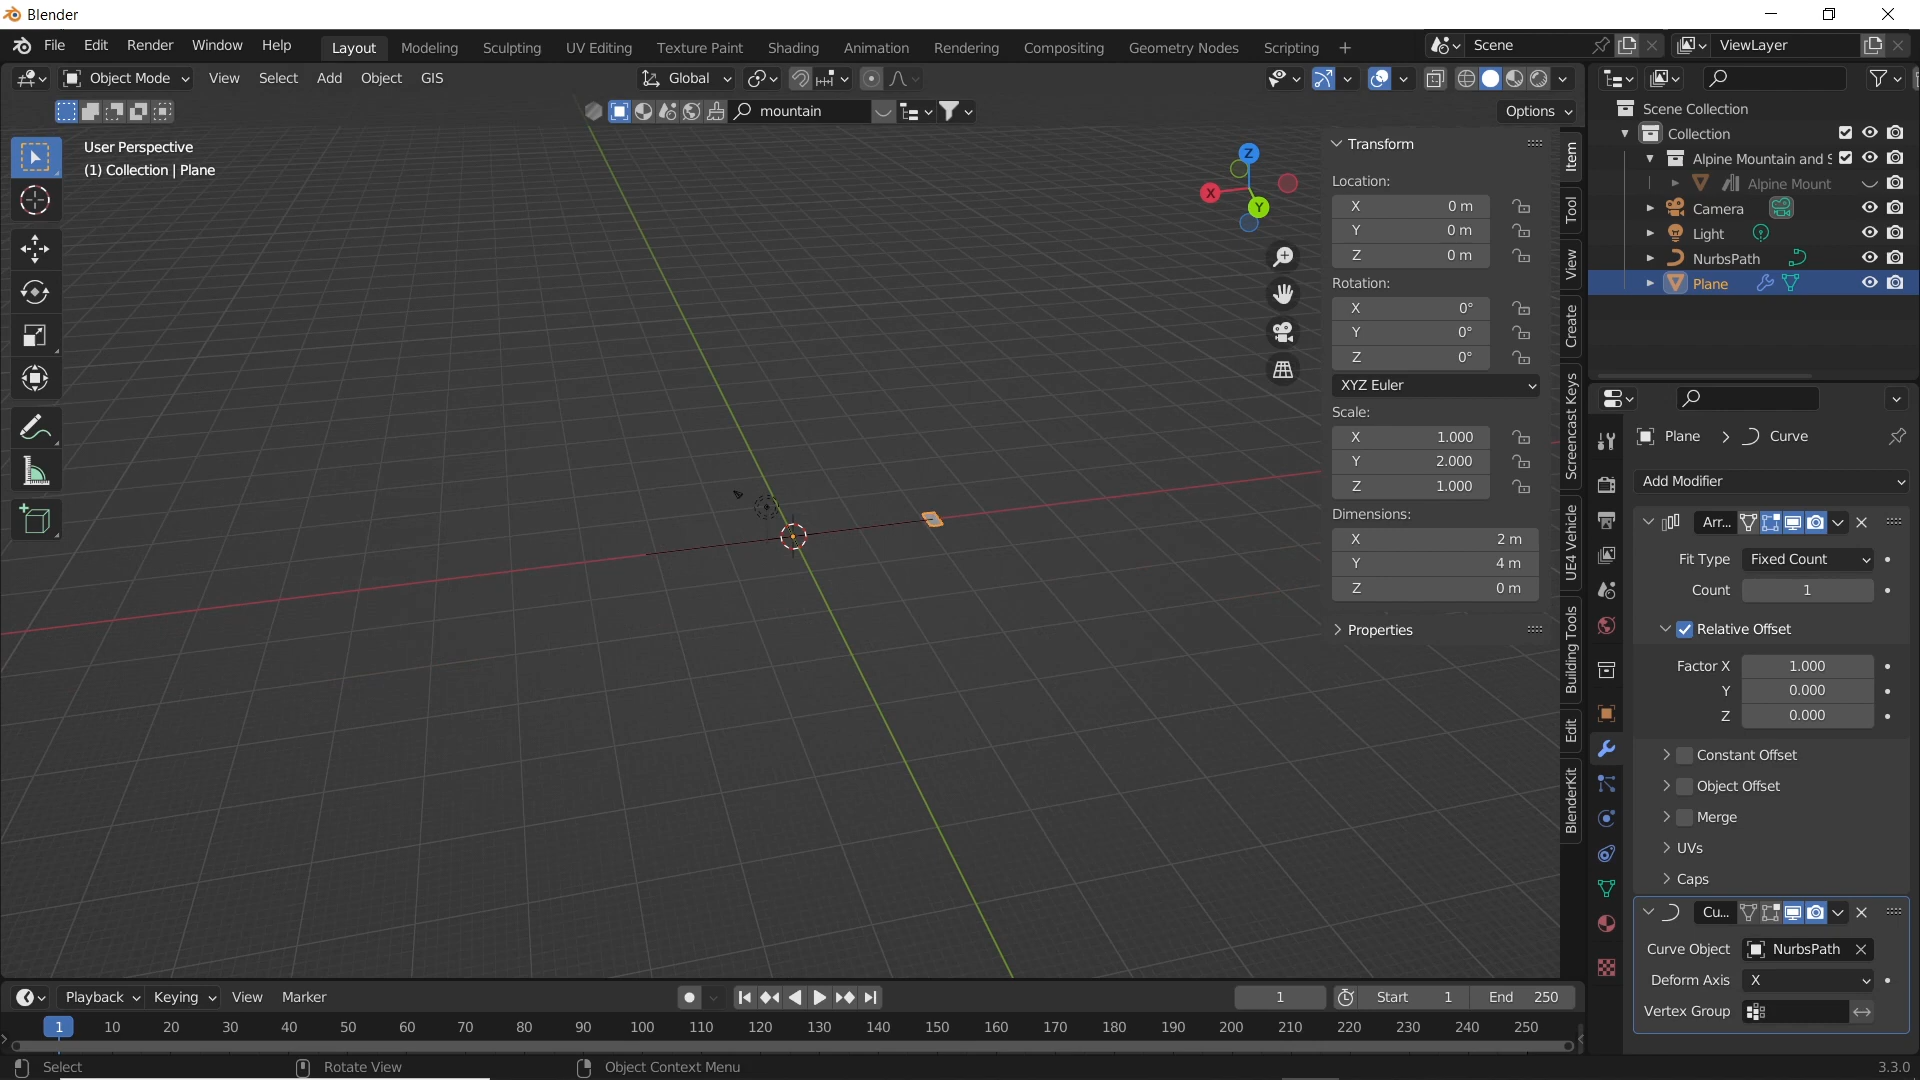 Blender
File Edit Render Window Help Layout Modeling Sculpting UV Editing Texture Paint Shading Animation Rendering Compositing Geometry Nodes Scripting + Scene ViewLayer
Object Mode View Select Add Object GIS Global
mountain Options
User Perspective
(1) Collection | Plane
Z
X
Y
Transform
Location:
X 0 m
Y 0 m
Z 0 m
Rotation:
X 0°
Y 0°
Z 0°
XYZ Euler
Scale:
X 1.000
Y 2.000
Z 1.000
Dimensions:
X 2 m
Y 4 m
Z 0 m
Properties
Item
Tool
View
Create
Screencast Keys
UE4 Vehicle
Building Tools
Edit
BlenderKit
Scene Collection
Collection
Alpine Mountain and S
Alpine Mount
Camera
Light
NurbsPath
Plane
Plane > Curve
Add Modifier
Arr...
Fit Type Fixed Count
Count 1
Relative Offset
Factor X 1.000
Y 0.000
Z 0.000
Constant Offset
Object Offset
Merge
UVs
Caps
Cu...
Curve Object NurbsPath
Deform Axis X
Vertex Group
Playback Keying View Marker 1 Start 1 End 250
1 10 20 30 40 50 60 70 80 90 100 110 120 130 140 150 160 170 180 190 200 210 220 230 240 250
Select Rotate View Object Context Menu 3.3.0